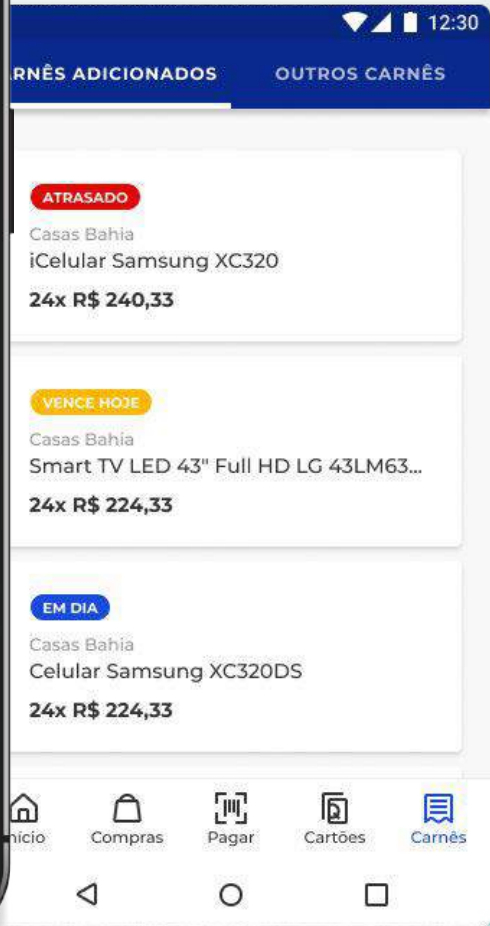 12:30
RNÊS ADICIONADOS
OUTROS CARNÊS
ATRASADO
Casas Bahia
iCelular Samsung XC320
24x R$ 240,33
VENCE HOJE
Casas Bahia
Smart TV LED 43" Full HD LG 43LM63...
24x R$ 224,33
EM DIA
Casas Bahia
Celular Samsung XC320DS
24x R$ 224,33
nício Compras Pagar Cartões Carnês